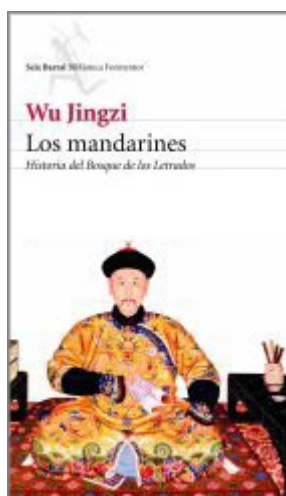 Seix Barral Biblioteca Formentor
Wu Jingzi
Los mandarines
Historia del Bosque de los Letrados